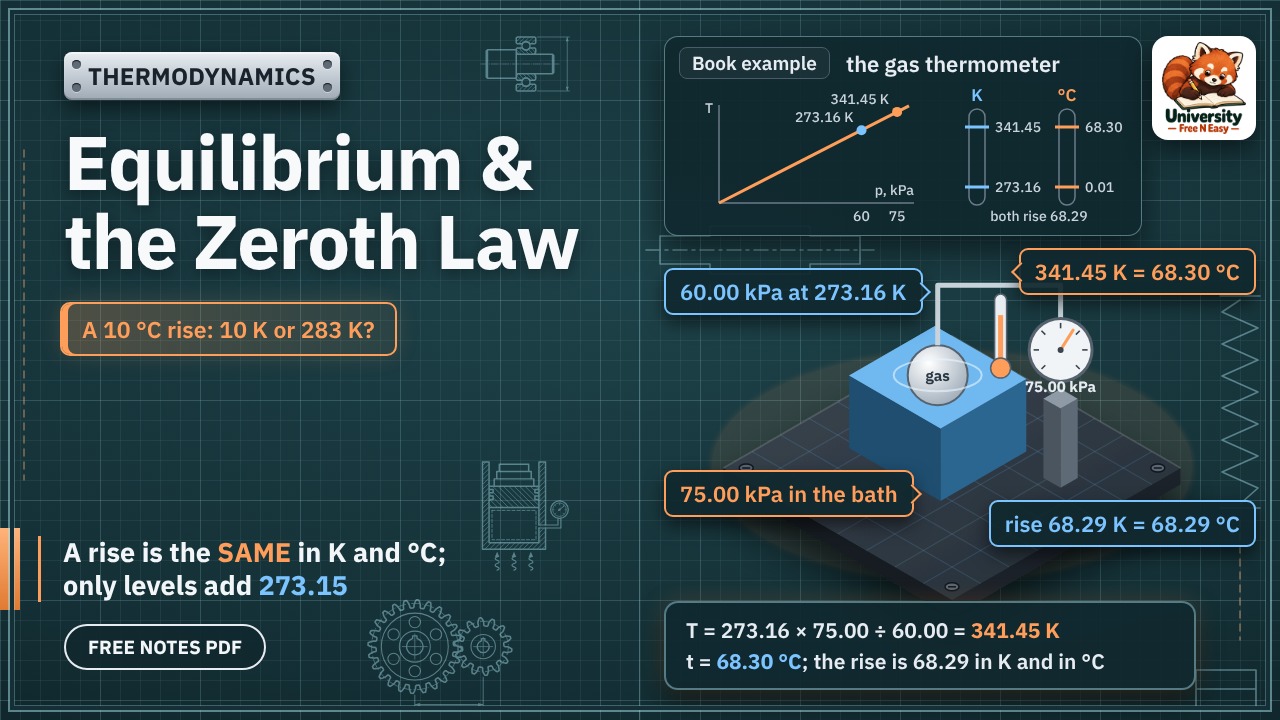 THERMODYNAMICS
Equilibrium &
the Zeroth Law
A 10 °C rise: 10 K or 283 K?
A rise is the SAME in K and °C;
only levels add 273.15
FREE NOTES PDF
Book example
the gas thermometer
T
341.45 K
273.16 K
p, kPa
60 75
K
°C
341.45
68.30
273.16
0.01
both rise 68.29
University
Free N Easy
60.00 kPa at 273.16 K
341.45 K = 68.30 °C
gas
75.00 kPa
75.00 kPa in the bath
rise 68.29 K = 68.29 °C
T = 273.16 × 75.00 ÷ 60.00 = 341.45 K
t = 68.30 °C; the rise is 68.29 in K and in °C